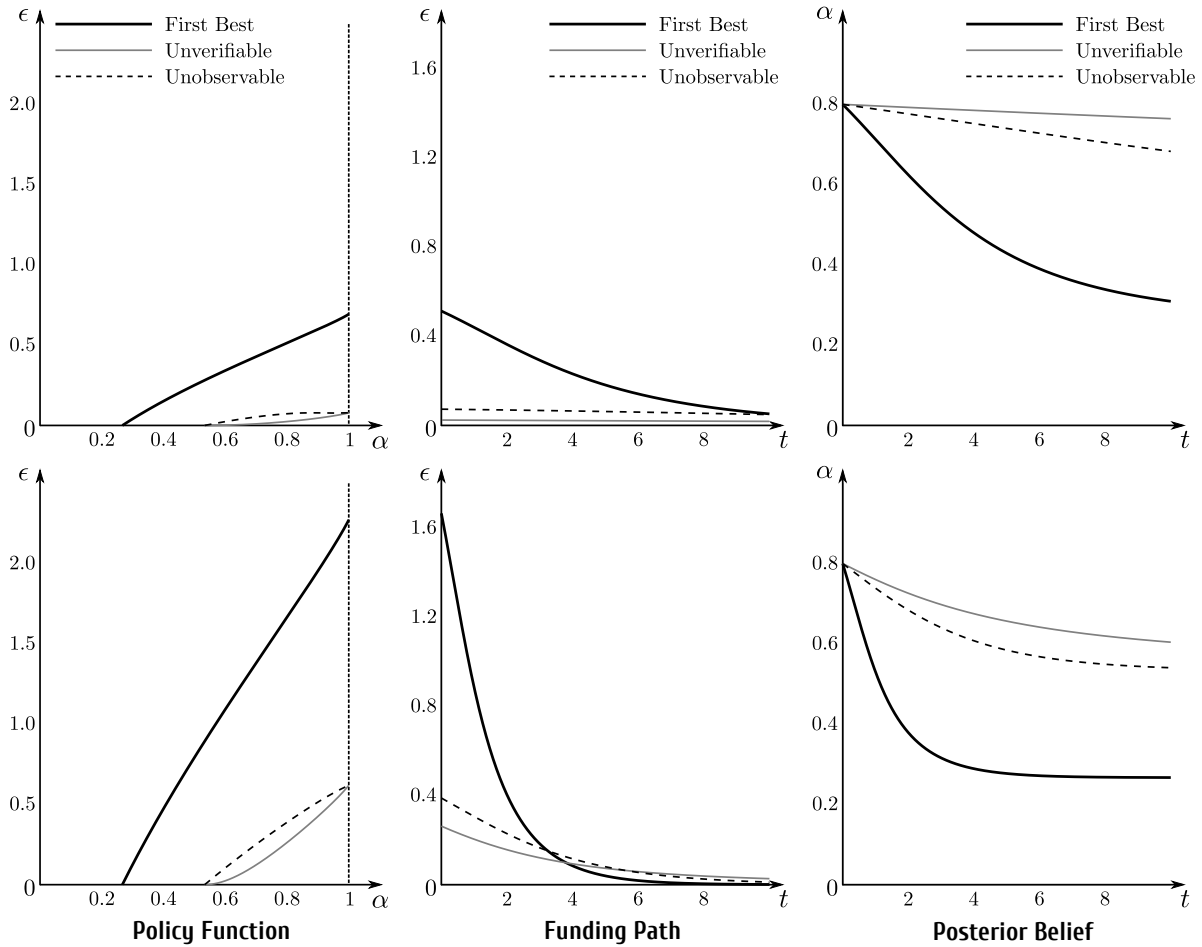 ϵ
First Best
Unverifiable
Unobservable
2.0
1.5
1.0
0.5
0
0.2 0.4 0.6 0.8 1 α
ϵ
First Best
Unverifiable
Unobservable
1.6
1.2
0.8
0.4
0
2 4 6 8 t
α
First Best
Unverifiable
Unobservable
0.8
0.6
0.4
0.2
0
2 4 6 8 t
ϵ
2.0
1.5
1.0
0.5
0
0.2 0.4 0.6 0.8 1 α
Policy Function
ϵ
1.6
1.2
0.8
0.4
0
2 4 6 8 t
Funding Path
α
0.8
0.6
0.4
0.2
0
2 4 6 8 t
Posterior Belief